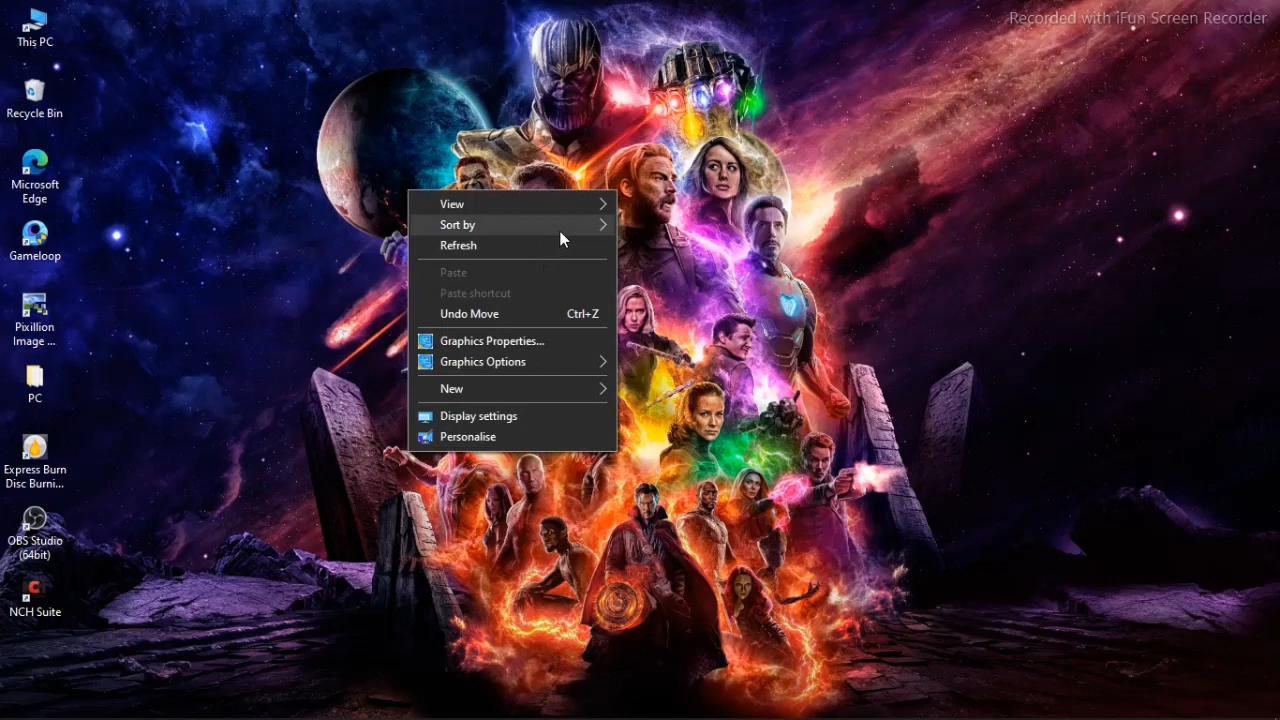 Recorded with iFun Screen Recorder
This PC
Recycle Bin
Microsoft
Edge
Gameloop
Pixillion
Image ...
PC
Express Burn
Disc Burni...
OBS Studio
(64bit)
NCH Suite
View
Sort by
Refresh
Paste
Paste shortcut
Undo Move Ctrl+Z
Graphics Properties...
Graphics Options
New
Display settings
Personalise